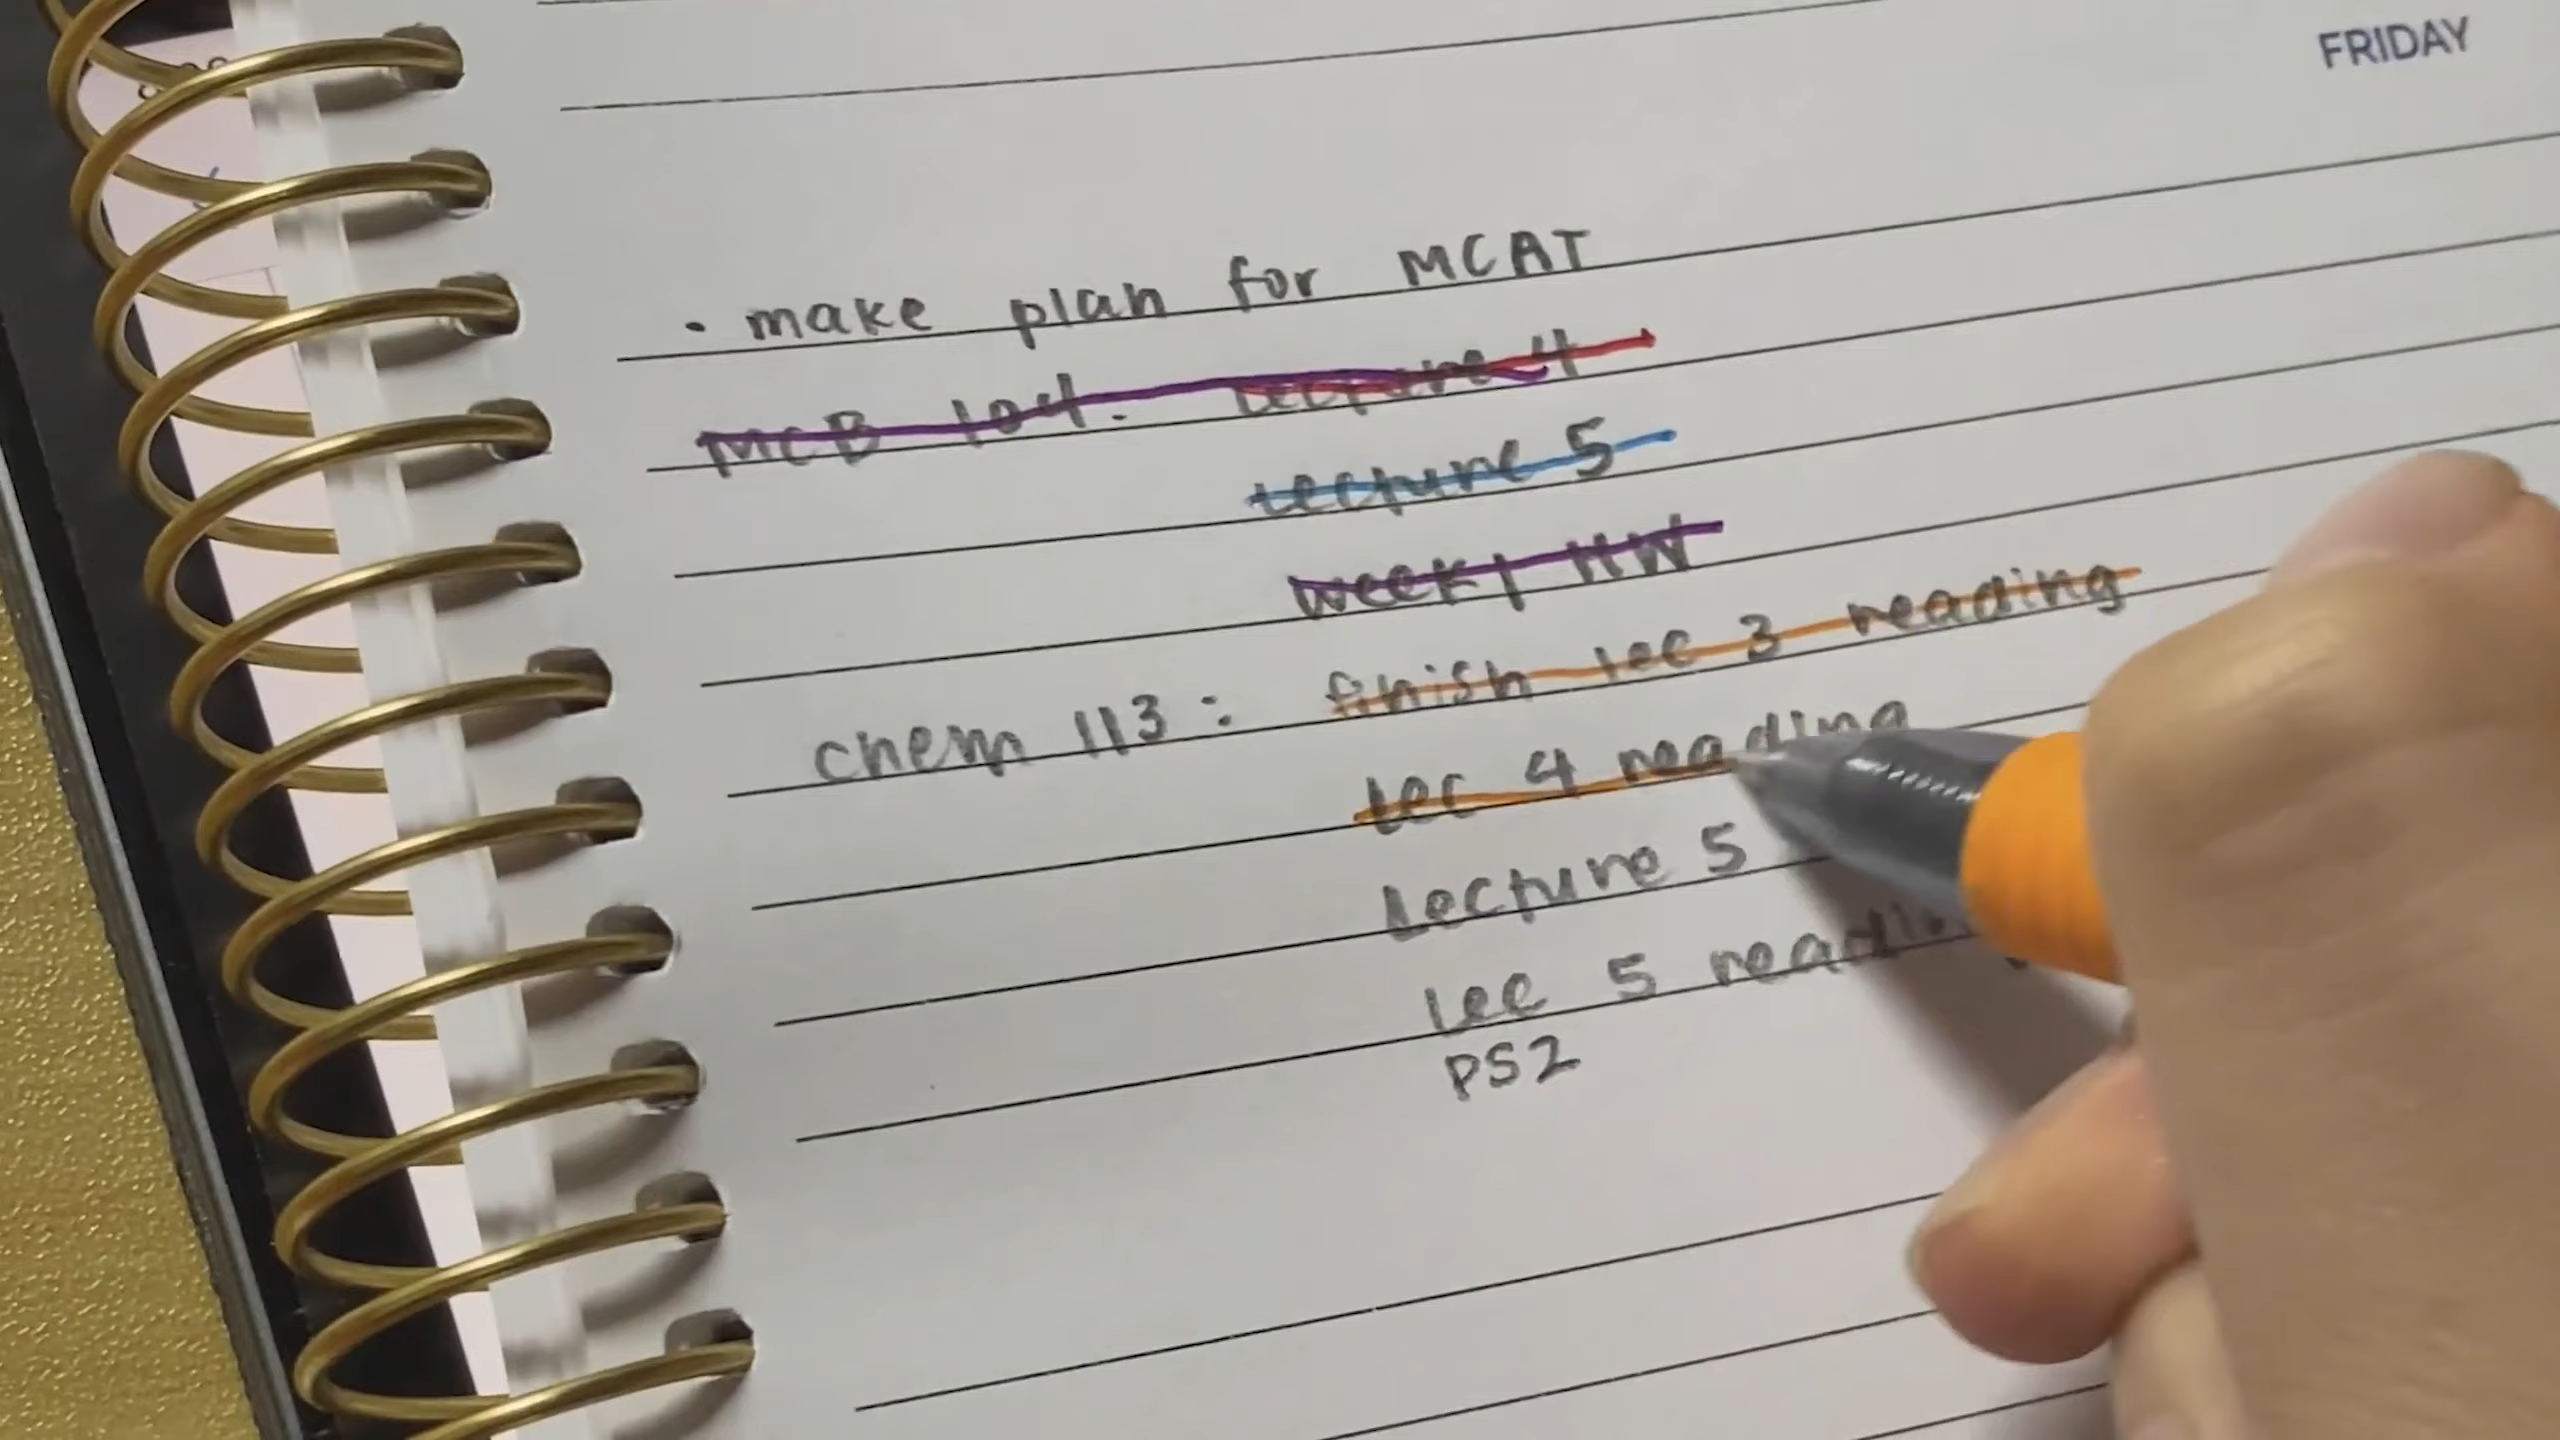 FRIDAY
• make plan for MCAT
MCB 104: lecture 4
lecture 5
week 1 HW
chem 113: finish lec 3 reading
lec 4 reading
Lecture 5
lec 5
PS2